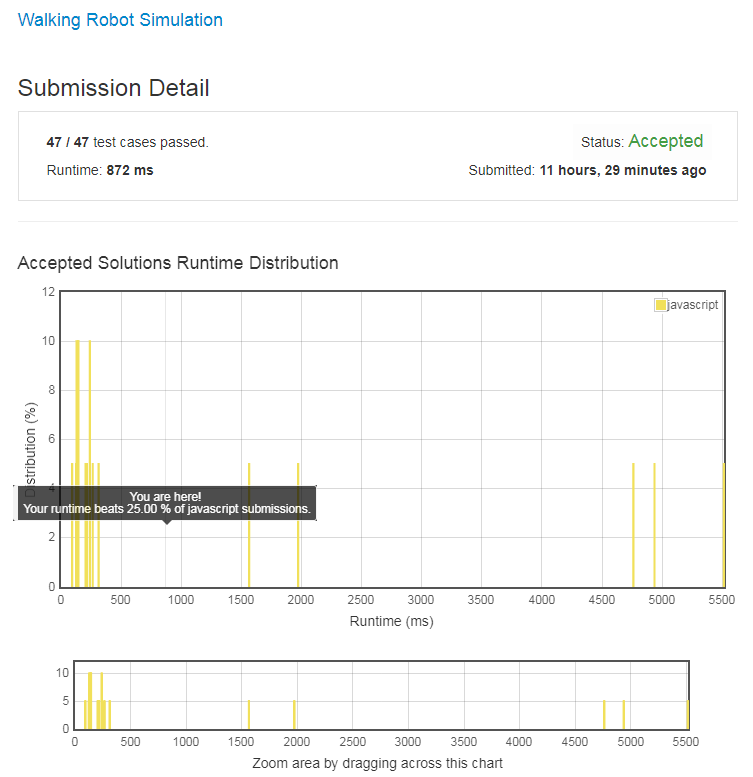 Walking Robot Simulation
Submission Detail
47 / 47 test cases passed.
Status: Accepted
Runtime: 872 ms
Submitted: 11 hours, 29 minutes ago
Accepted Solutions Runtime Distribution
javascript
12
10
8
6
4
2
0
Distribution (%)
You are here!
Your runtime beats 25.00 % of javascript submissions.
0 500 1000 1500 2000 2500 3000 3500 4000 4500 5000 5500
Runtime (ms)
10
5
0
0 500 1000 1500 2000 2500 3000 3500 4000 4500 5000 5500
Zoom area by dragging across this chart